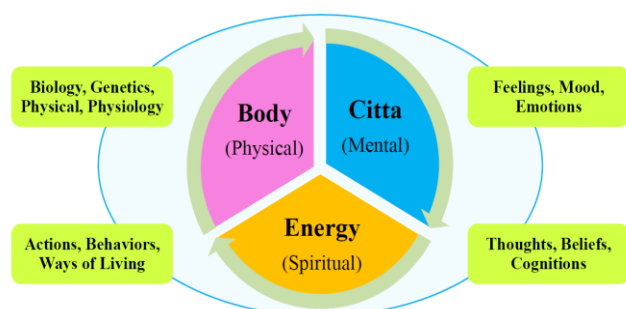 Biology, Genetics,
Physical, Physiology
Body
(Physical)
Citta
(Mental)
Feelings, Mood,
Emotions
Actions, Behaviors,
Ways of Living
Energy
(Spiritual)
Thoughts, Beliefs,
Cognitions